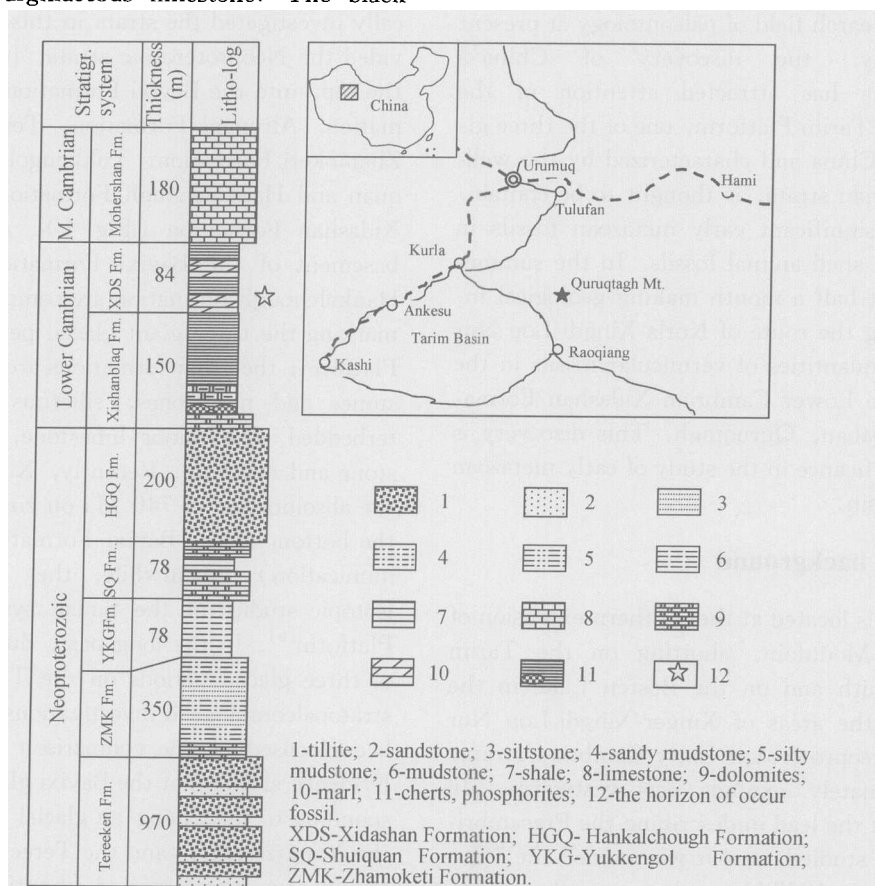 limestone. The black
Stratigr. system
Thickness (m)
Litho-log
M. Cambrian
Mohershan Fm.
180
Lower Cambrian
XDS Fm.
84
Xishanblaq Fm.
150
Neoproterozoic
HGQ Fm.
200
SQ Fm.
78
YKGFm.
78
ZMK Fm.
350
Tereeken Fm.
970
China
Urumuq
Hami
Tulufan
Kurla
Quruqtagh Mt.
Ankesu
Tarim Basin
Raoqiang
Kashi
1
2
3
4
5
6
7
8
9
10
11
12
1-tillite; 2-sandstone; 3-siltstone; 4-sandy mudstone; 5-silty
mudstone; 6-mudstone; 7-shale; 8-limestone; 9-dolomites;
10-marl; 11-cherts, phosphorites; 12-the horizon of occur
fossil.
XDS-Xidashan Formation; HGQ-Hankalchough Formation;
SQ-Shuiquan Formation; YKG-Yukkengol Formation;
ZMK-Zhamoketi Formation.